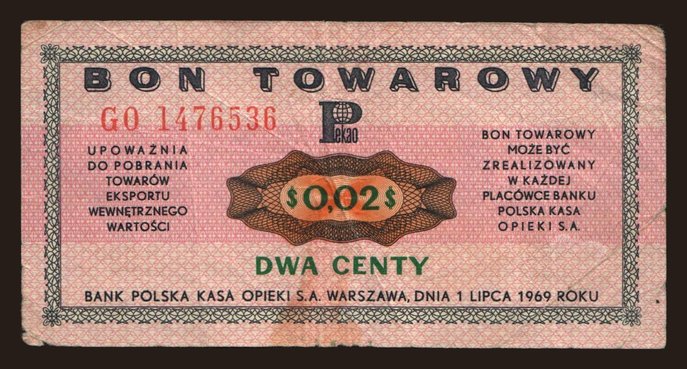 BON TOWAROWY
GO 1476536
Pekao
UPOWAŻNIA
DO POBRANIA
TOWARÓW
EKSPORTU
WEWNĘTRZNEGO
WARTOŚCI
$0,02$
BON TOWAROWY
MOŻE BYĆ
ZREALIZOWANY
W KAŻDEJ
PLACÓWCE BANKU
POLSKA KASA
OPIEKI S.A.
DWA CENTY
BANK POLSKA KASA OPIEKI S.A. WARSZAWA, DNIA 1 LIPCA 1969 ROKU